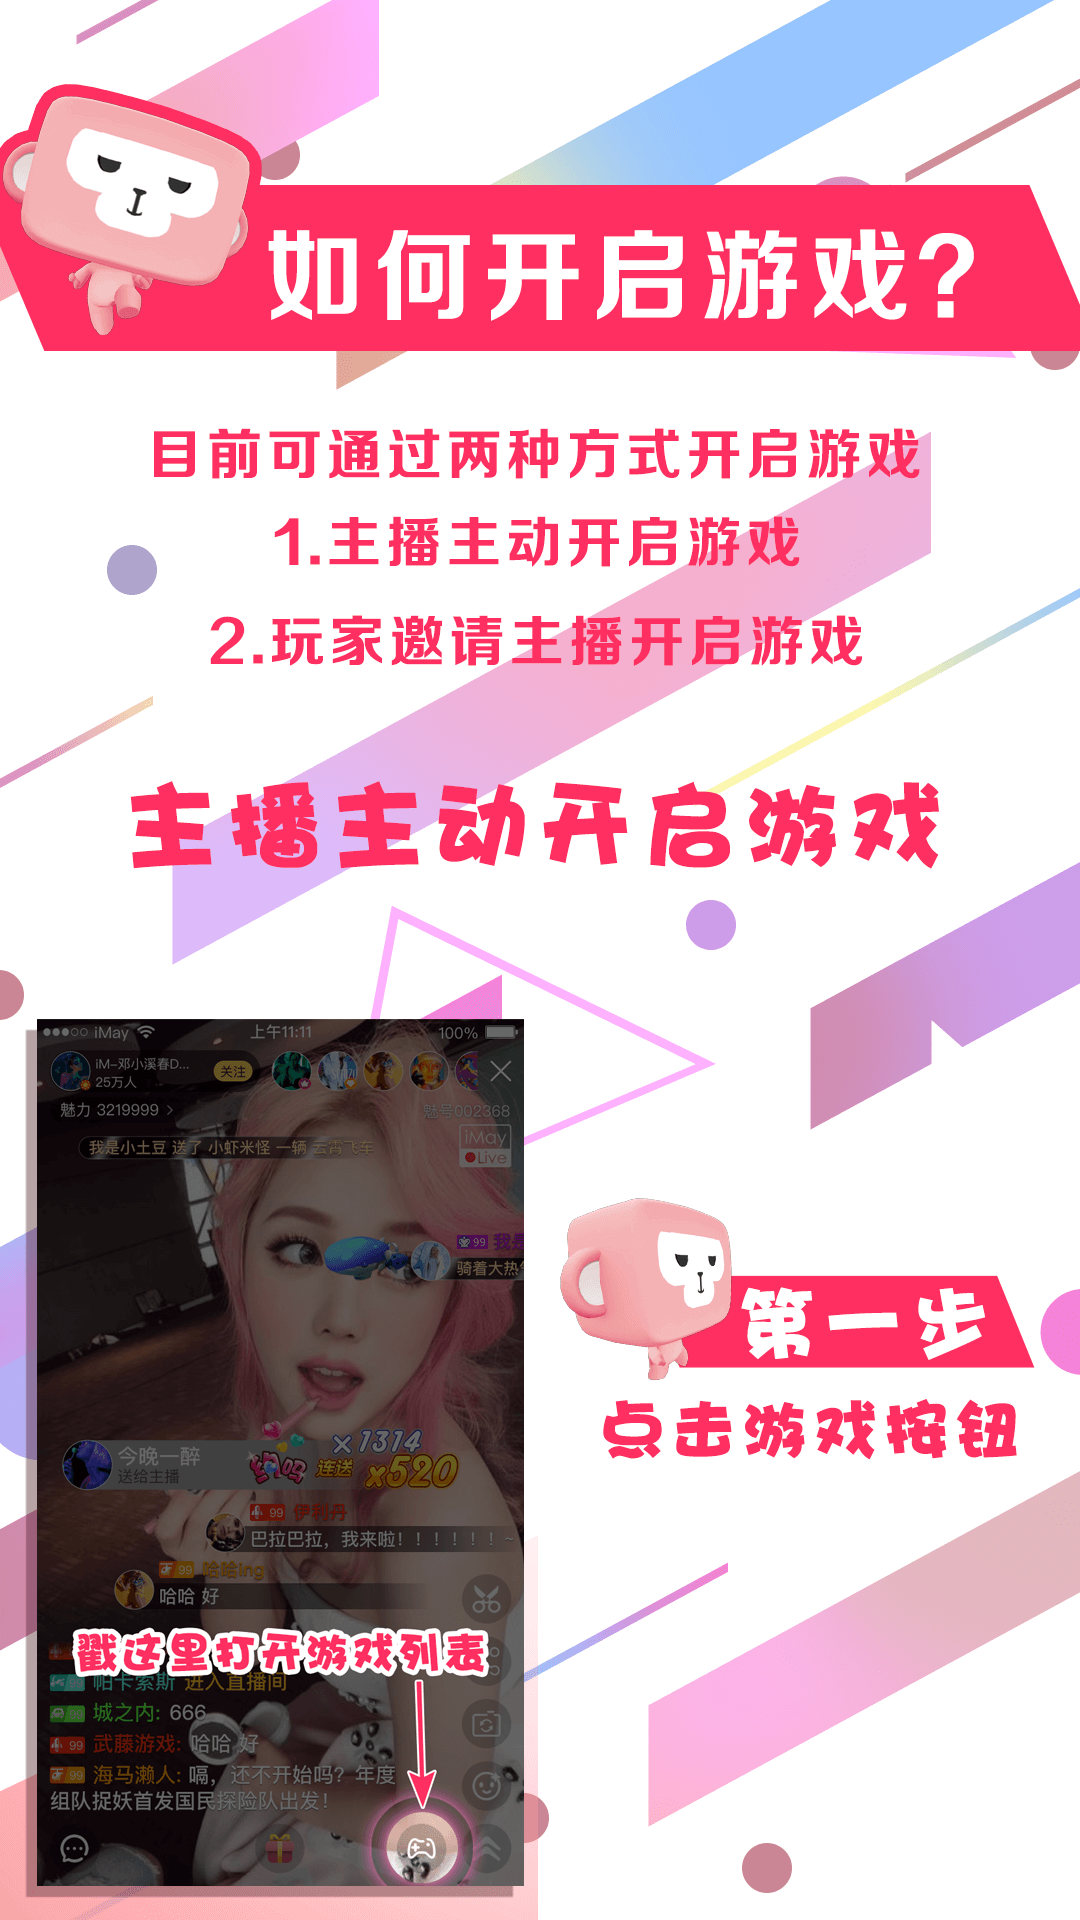 如何开启游戏?
目前可通过两种方式开启游戏
1.主播主动开启游戏
2.玩家邀请主播开启游戏
主播主动开启游戏
iMay 上午11:11 100%
iM-邓小溪春D...
25万人
关注
魅力 3219999 >
魅号002368
我是小土豆 送了 小虾米怪 一辆 云霄飞车
iMay
Live
99 我是
骑着大热气
第一步
点击游戏按钮
今晚一醉
送给主播
×1314
连送 x520
99 伊利丹
巴拉巴拉，我来啦！！！！！！~
99 哈哈ing
哈哈 好
戳这里打开游戏列表
帕卡索斯 进入直播间
城之内: 666
99 武藤游戏: 哈哈 好
99 海马濑人: 嗝，还不开始吗？年度
组队捉妖首发国民探险队出发！